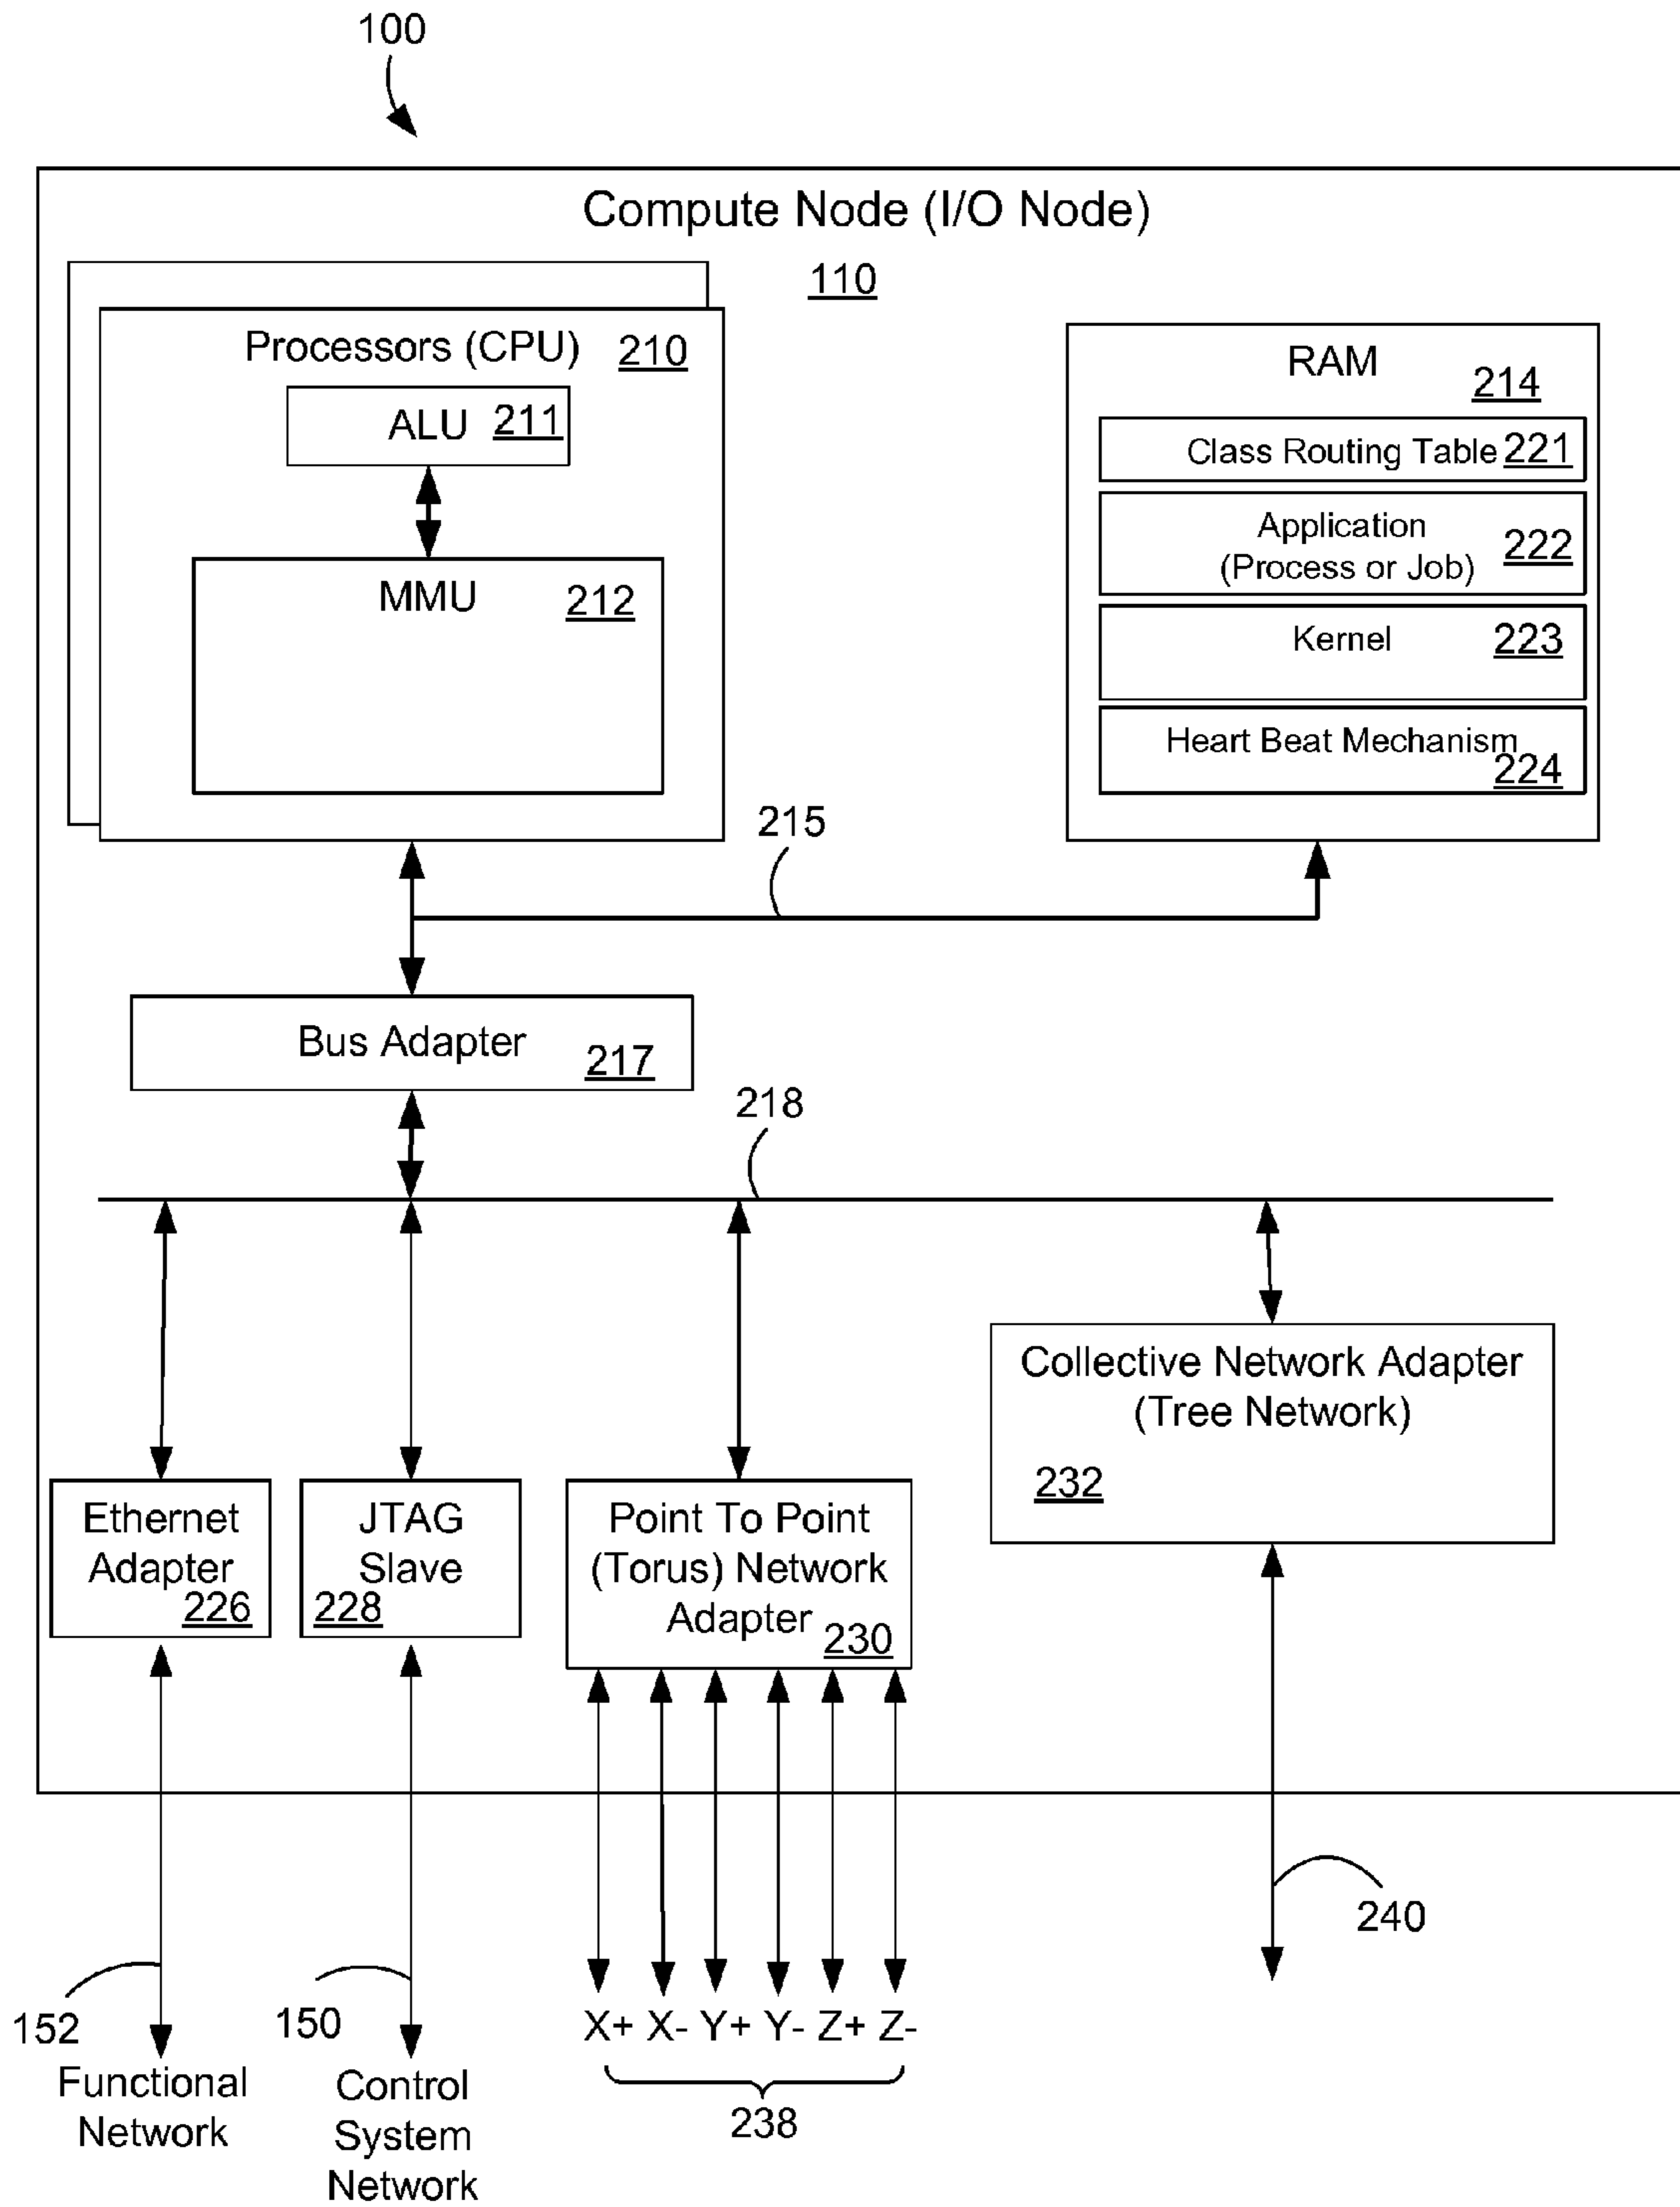 100
Compute Node (I/O Node)
110
Processors (CPU) 210
ALU 211
MMU 212
RAM 214
Class Routing Table 221
Application
(Process or Job) 222
Kernel 223
Heart Beat Mechanism
224
215
Bus Adapter 217
218
Collective Network Adapter
(Tree Network)
232
Ethernet
Adapter
226
JTAG
Slave
228
Point To Point
(Torus) Network
Adapter 230
240
152
150
X+ X- Y+ Y- Z+ Z-
238
Functional
Network
Control
System
Network